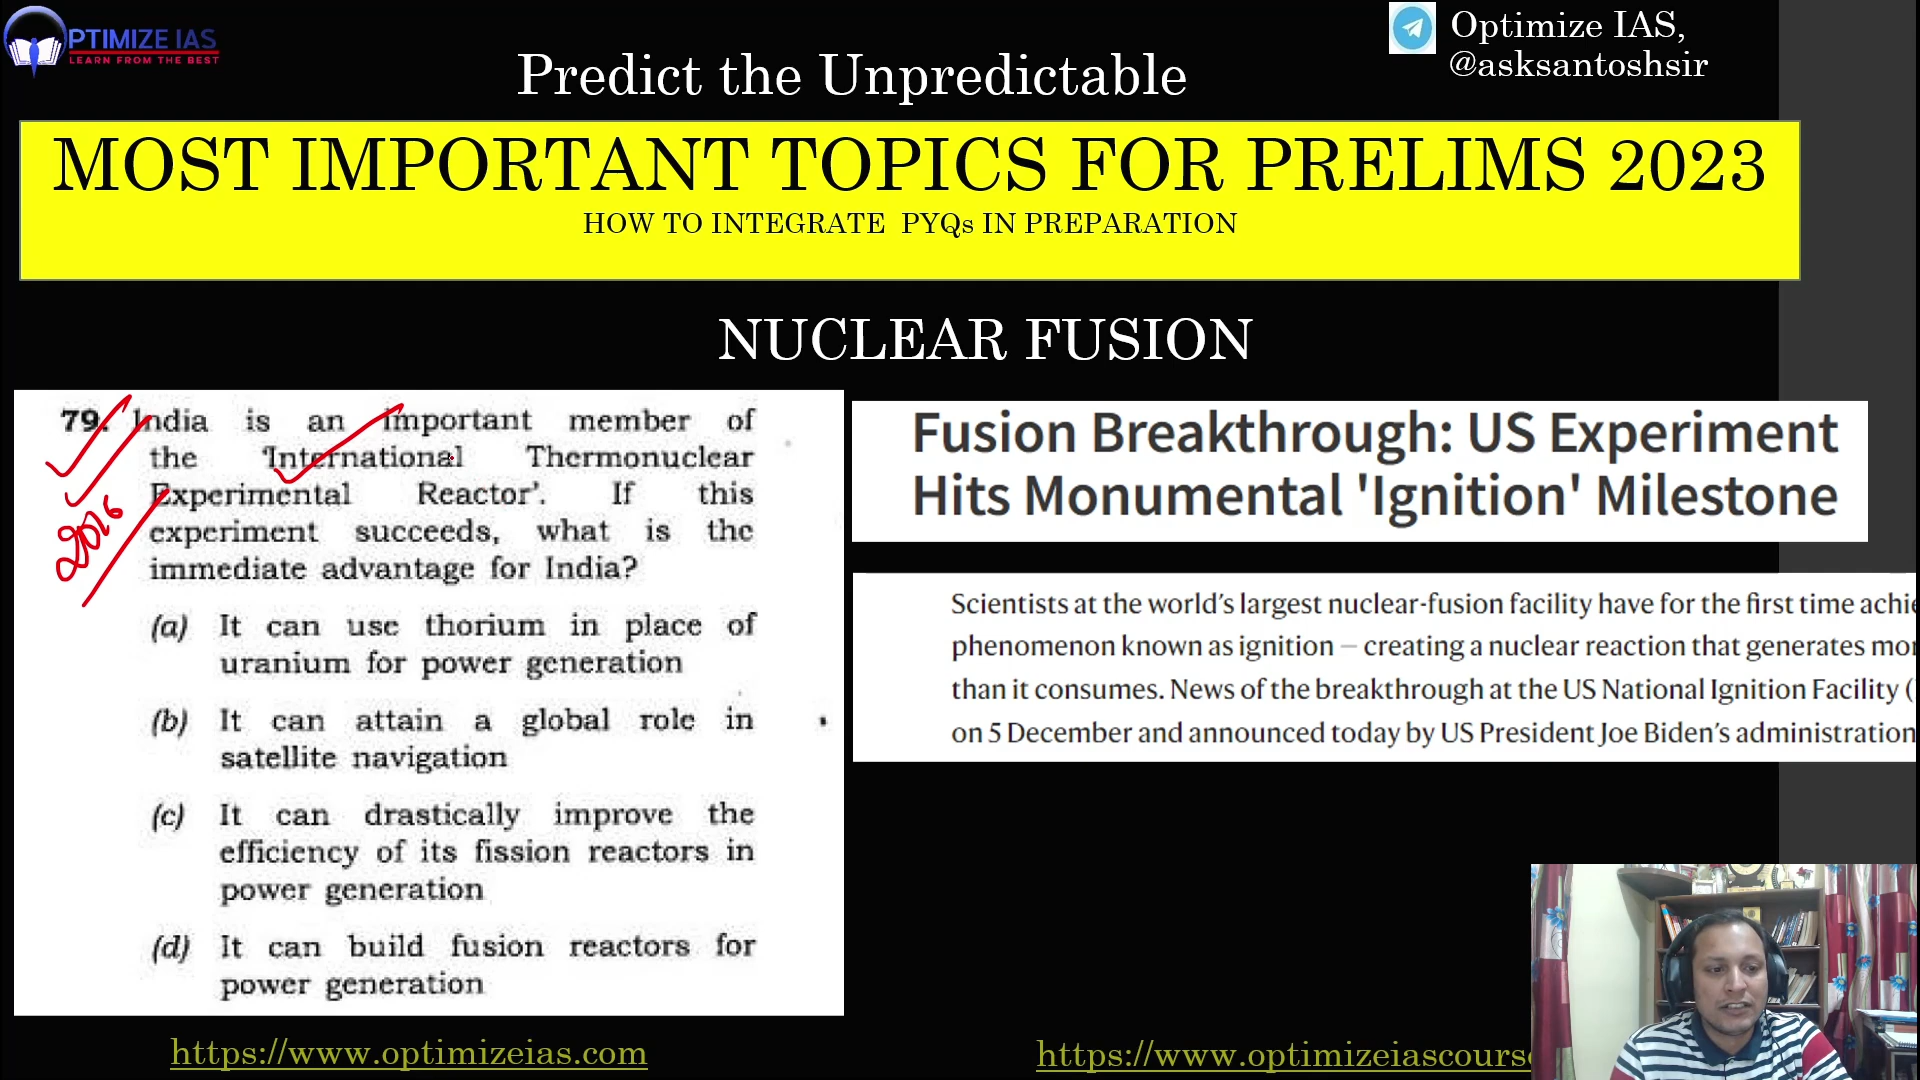 OPTIMIZE IAS
LEARN FROM THE BEST
Optimize IAS,
@asksantoshsir
Predict the Unpredictable
MOST IMPORTANT TOPICS FOR PRELIMS 2023
HOW TO INTEGRATE PYQs IN PREPARATION
NUCLEAR FUSION
79. India is an important member of
the 'International Thermonuclear
Experimental Reactor'. If this
experiment succeeds, what is the
immediate advantage for India?
(a) It can use thorium in place of
uranium for power generation
(b) It can attain a global role in
satellite navigation
(c) It can drastically improve the
efficiency of its fission reactors in
power generation
(d) It can build fusion reactors for
power generation
2016
Fusion Breakthrough: US Experiment
Hits Monumental 'Ignition' Milestone
Scientists at the world's largest nuclear-fusion facility have for the first time achie
phenomenon known as ignition — creating a nuclear reaction that generates mor
than it consumes. News of the breakthrough at the US National Ignition Facility (
on 5 December and announced today by US President Joe Biden's administration
https://www.optimizeias.com
https://www.optimizeiascours